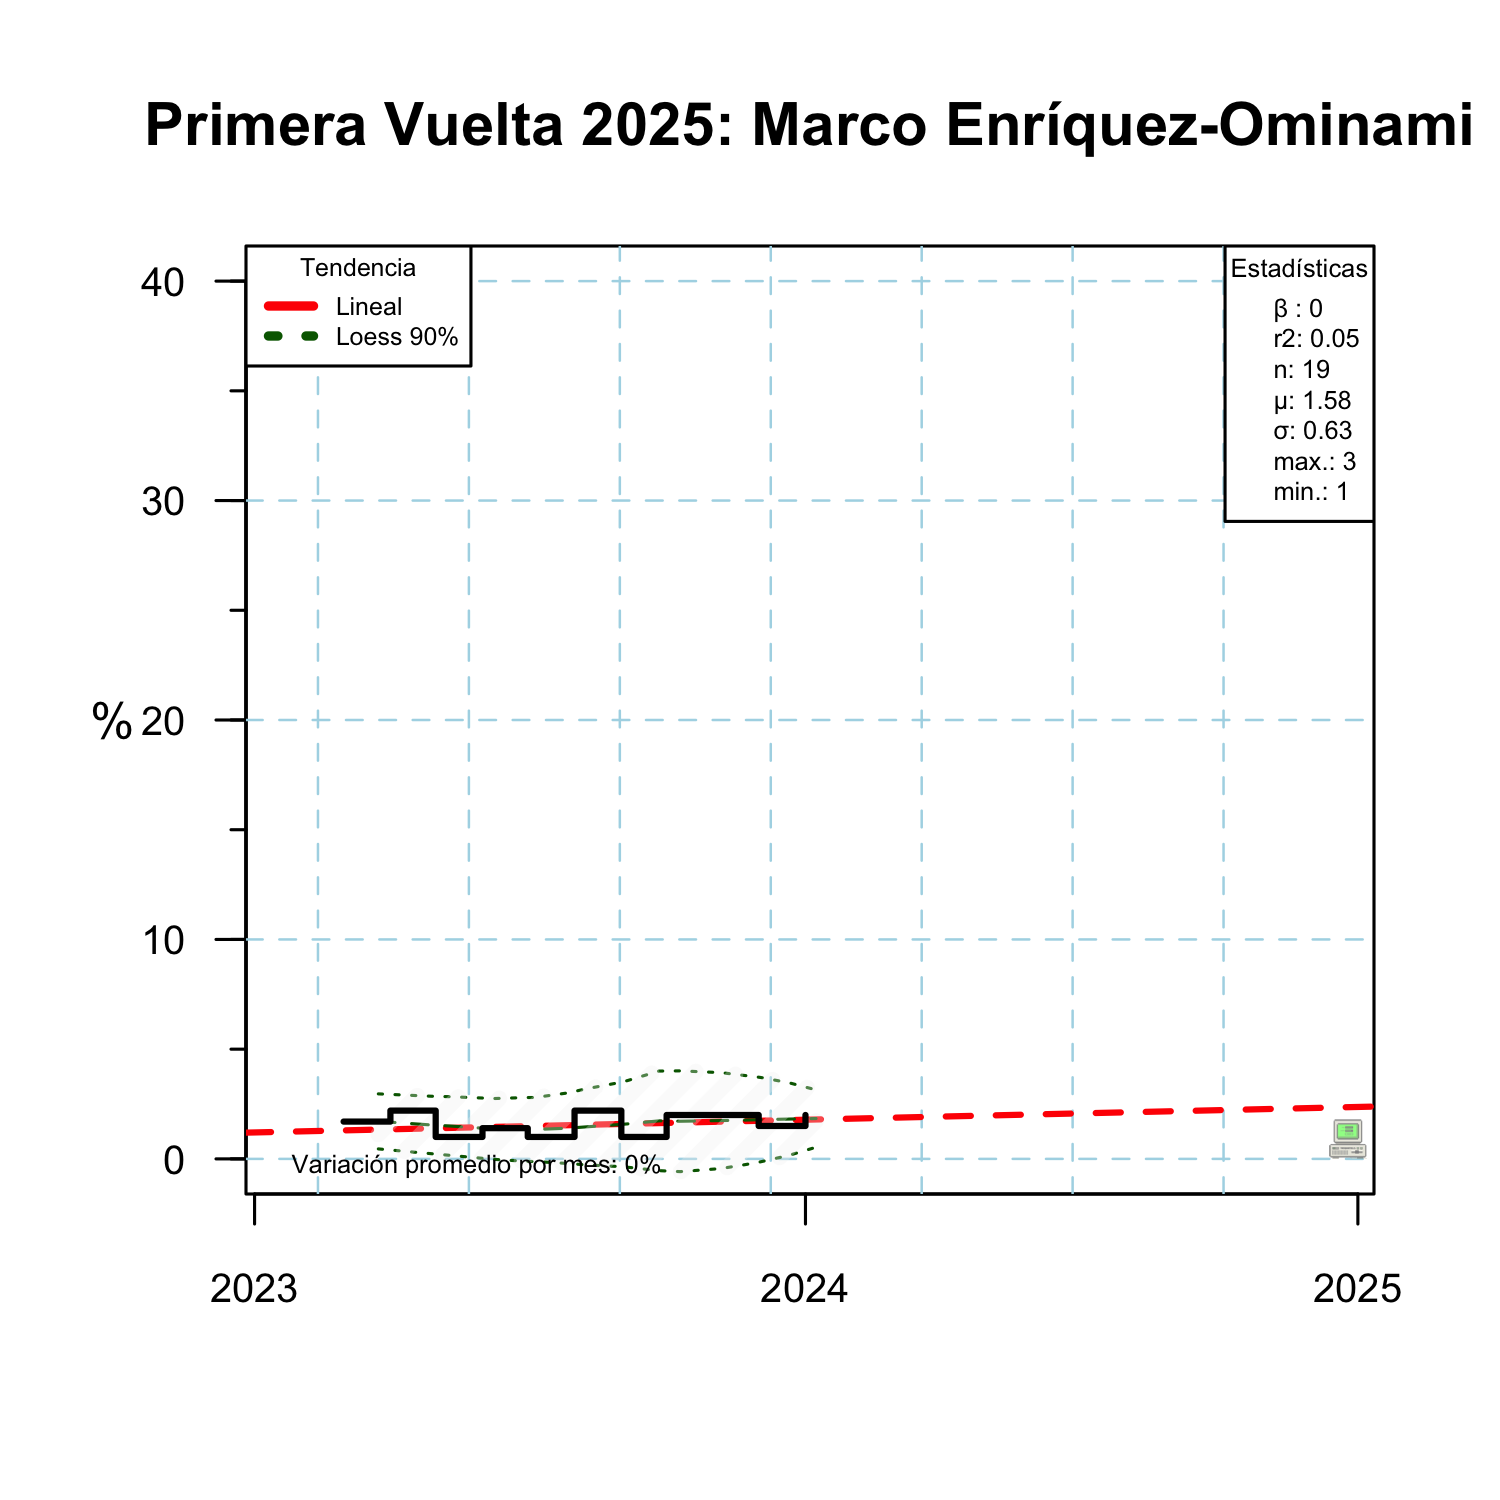 Primera Vuelta 2025: Marco Enríquez-Ominami
Tendencia
Lineal
Loess 90%
Estadísticas
β : 0
r2: 0.05
n: 19
μ: 1.58
σ: 0.63
max.: 3
min.: 1
40
30
% 20
10
0
Variación promedio por mes: 0%
2023 2024 2025